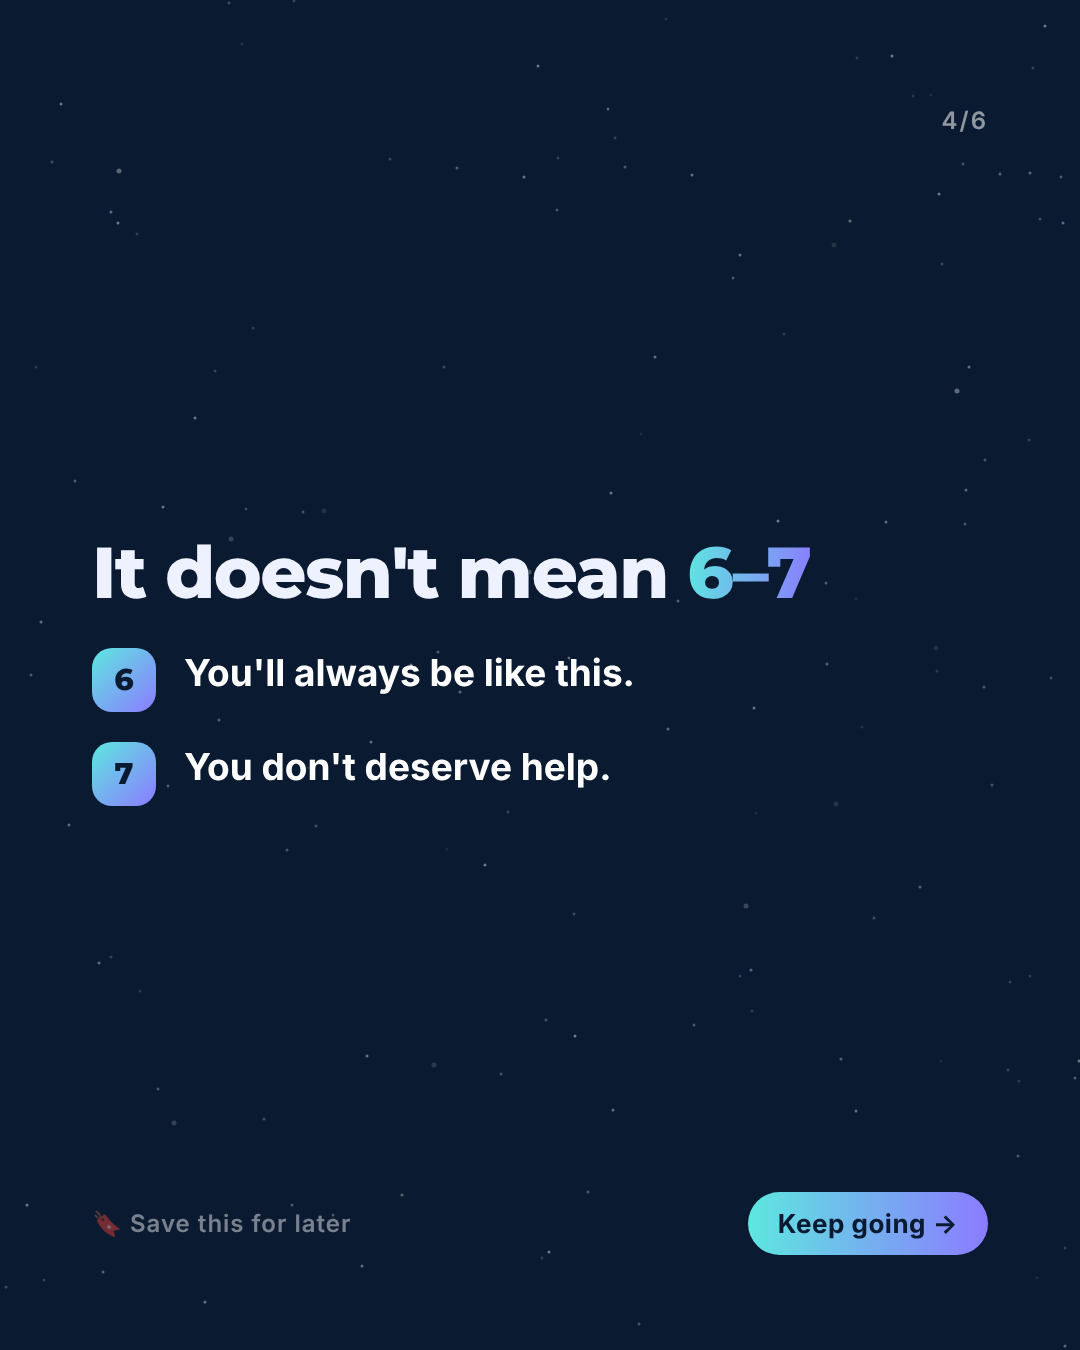 4/6
It doesn't mean 6–7
6 You'll always be like this.
7 You don't deserve help.
🔖 Save this for later
Keep going →